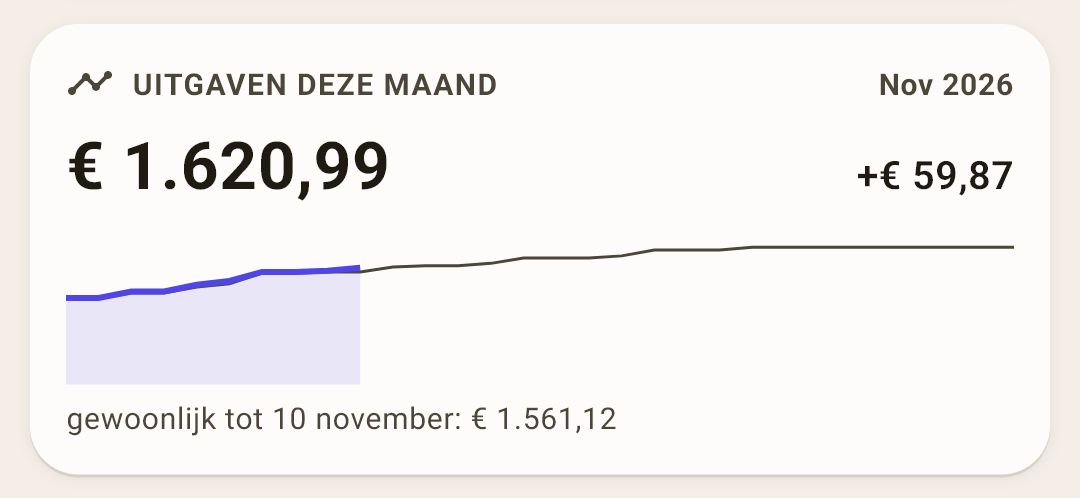 UITGAVEN DEZE MAAND
Nov 2026
€ 1.620,99
+€ 59,87
gewoonlijk tot 10 november: € 1.561,12